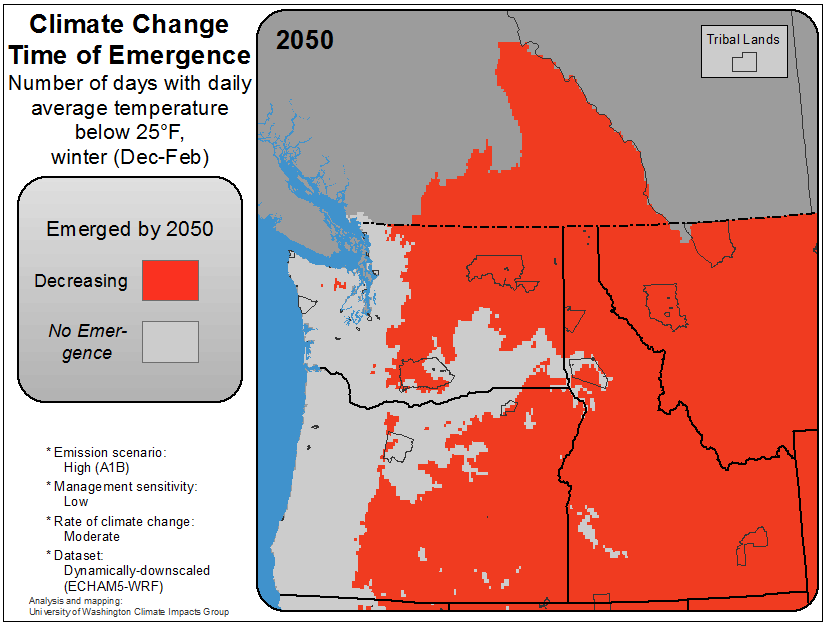 Climate Change
Time of Emergence
Number of days with daily
average temperature
below 25°F,
winter (Dec-Feb)
Emerged by 2050
Decreasing
No Emer-
gence
* Emission scenario:
High (A1B)
* Management sensitivity:
Low
* Rate of climate change:
Moderate
* Dataset:
Dynamically-downscaled
(ECHAM5-WRF)
Analysis and mapping:
University of Washington Climate Impacts Group
2050
Tribal Lands